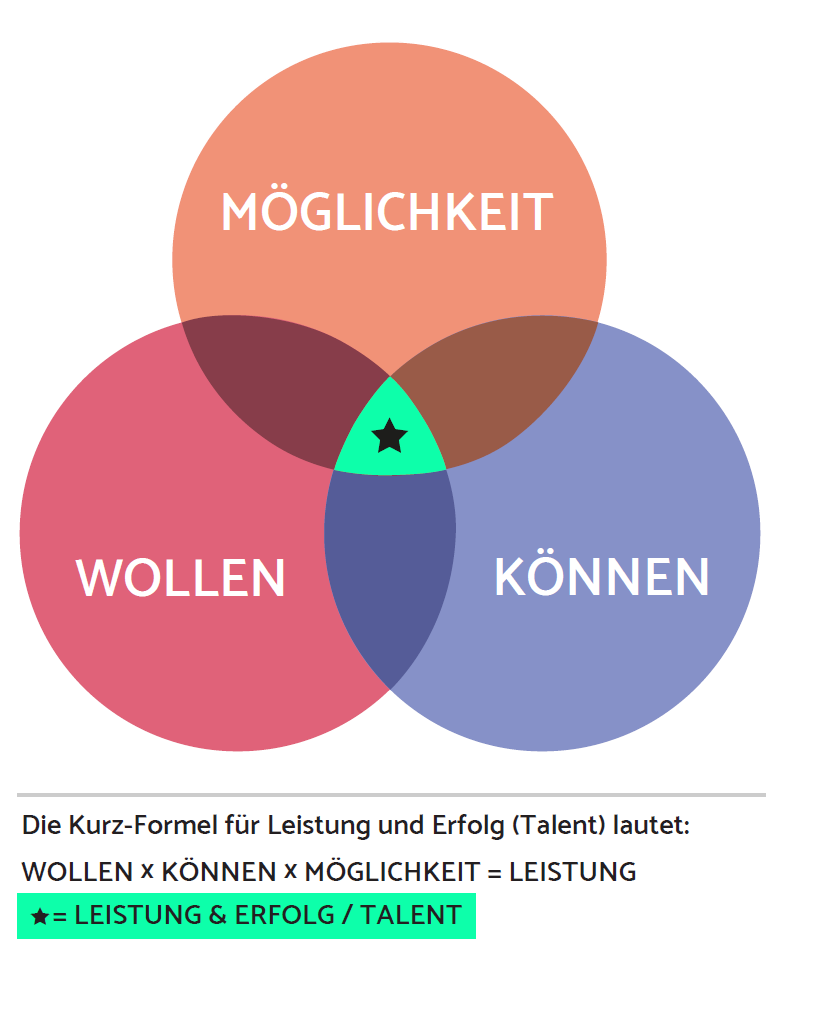 MÖGLICHKEIT
WOLLEN
KÖNNEN
Die Kurz-Formel für Leistung und Erfolg (Talent) lautet:
WOLLEN x KÖNNEN x MÖGLICHKEIT = LEISTUNG
★= LEISTUNG & ERFOLG / TALENT